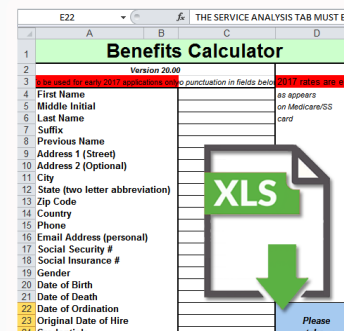 E22 fx THE SERVICE ANALYSIS TAB MUST
A B C D
1 Benefits Calculator
2 Version 20.00
3 be used for early 2017 applications only o punctuation in fields below 2017 rates are
4 First Name as appears
5 Middle Initial on Medicare/SS
6 Last Name card
7 Suffix
8 Previous Name
9 Address 1 (Street)
10 Address 2 (Optional)
11 City
12 State (two letter abbreviation)
13 Zip Code
14 Country
15 Phone
16 Email Address (personal)
17 Social Security #
18 Social Insurance #
19 Gender
20 Date of Birth
21 Date of Death
22 Date of Ordination
23 Original Date of Hire Please
XLS